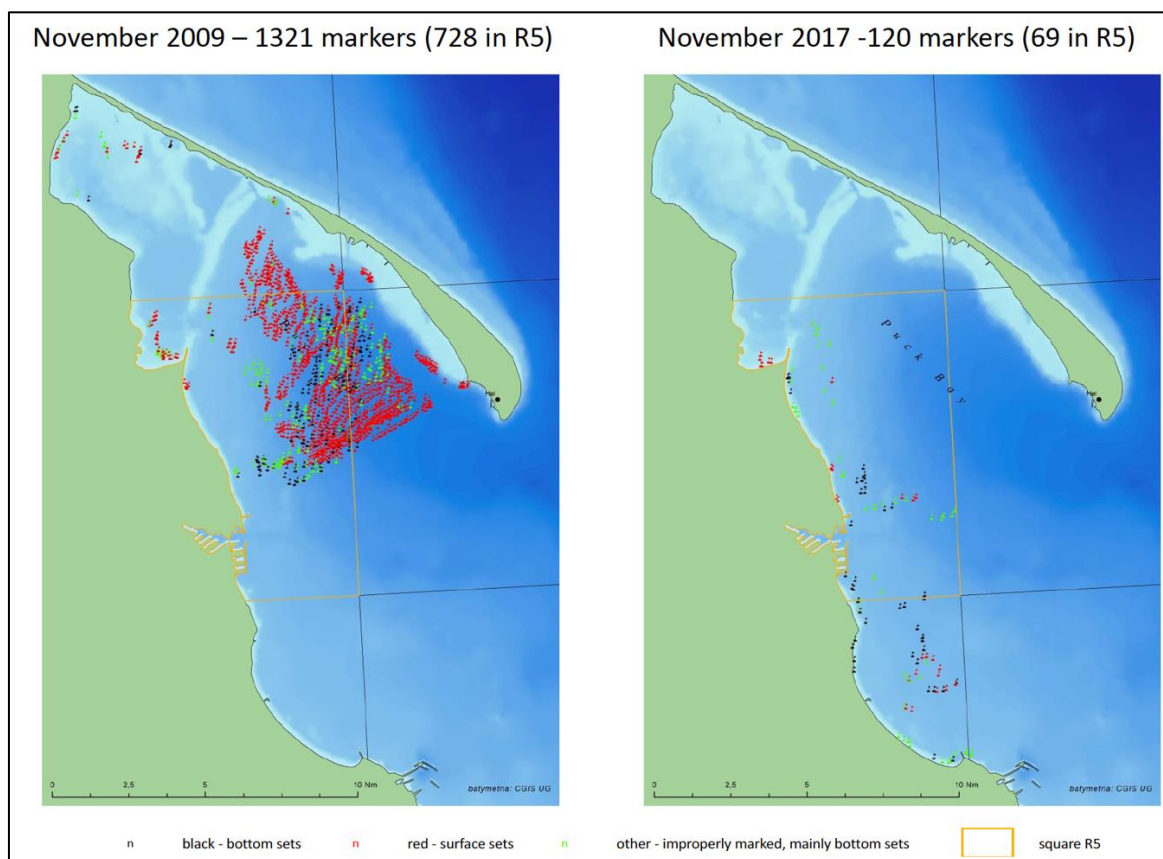 November 2009 – 1321 markers (728 in R5)
November 2017 -120 markers (69 in R5)
Hel
0 2,5 5 10 Nm
batymetria: CGIS UG
Puck Bay
Hel
0 2,5 5 10 Nm
batymetria: CGIS UG
n black - bottom sets n red - surface sets n other - improperly marked, mainly bottom sets square R5